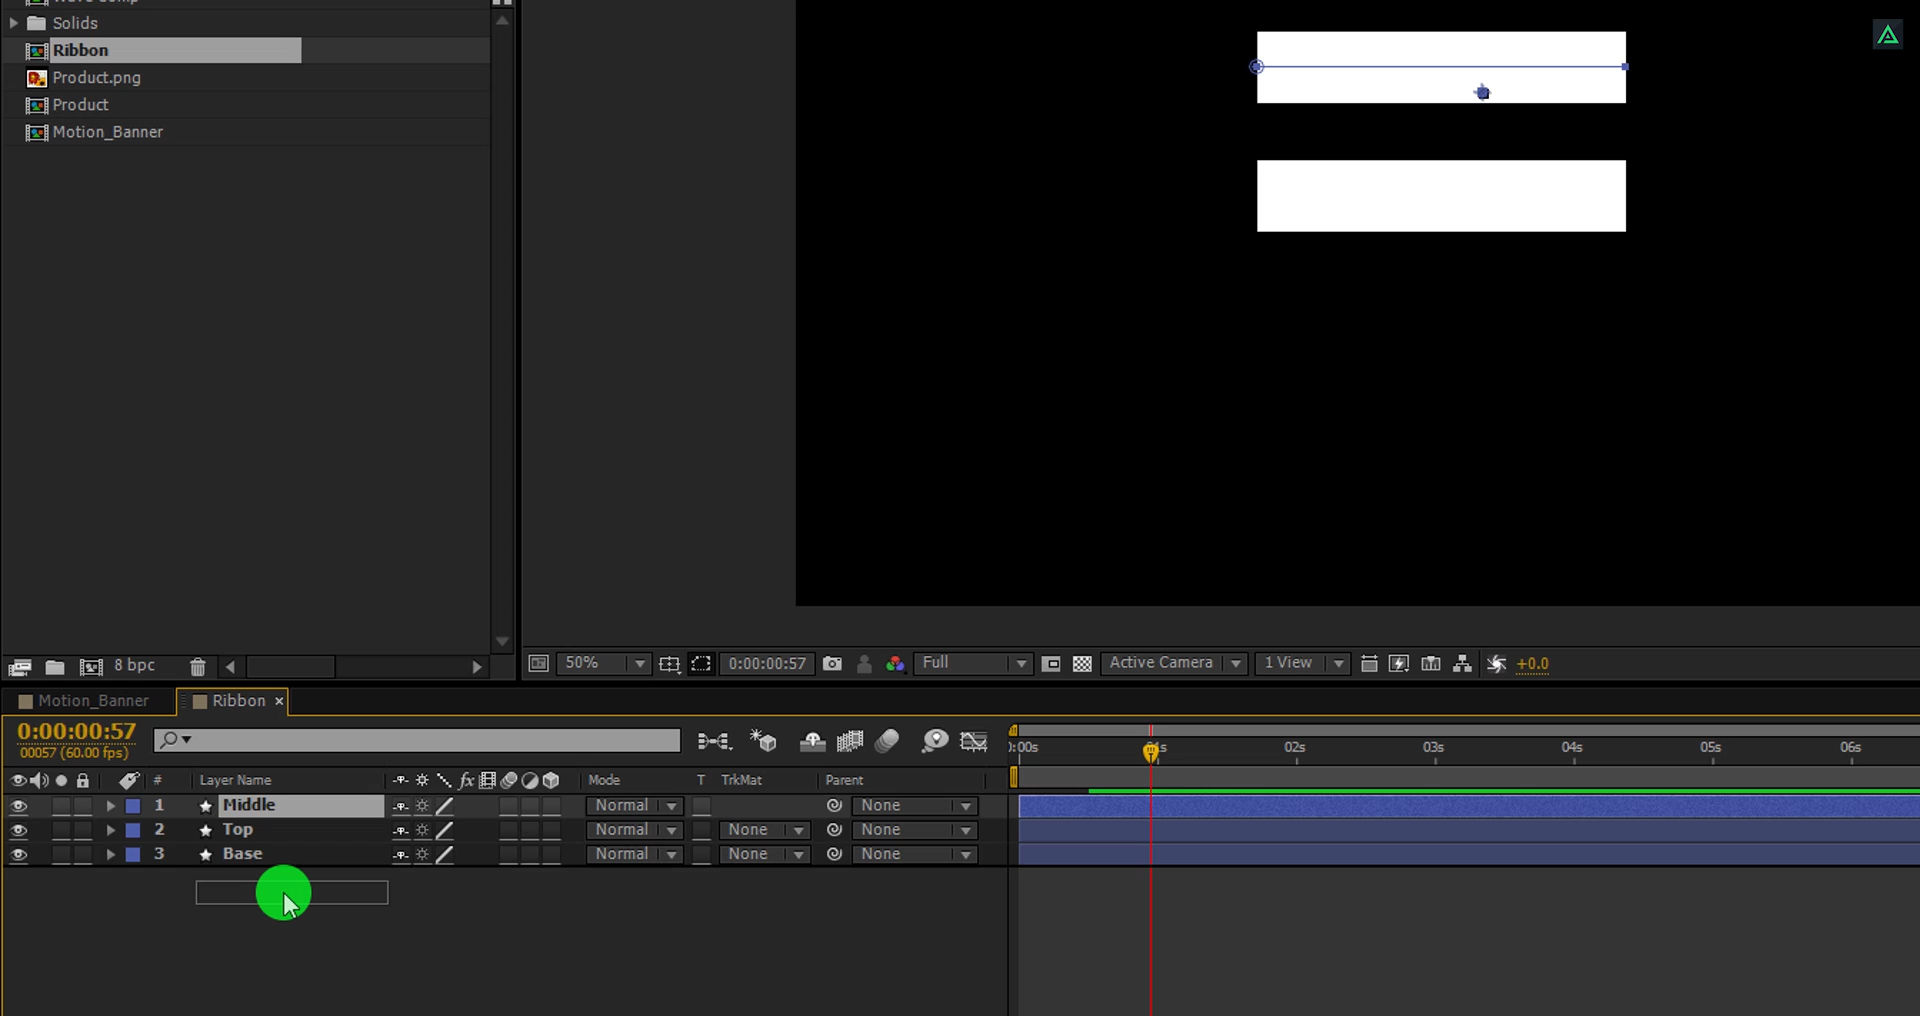 Solids
Ribbon
Product.png
Product
Motion_Banner
8 bpc
50%
0:00:00:57
Full
Active Camera
1 View
+0.0
Motion_Banner
Ribbon ×
0:00:00:57
00057 (60.00 fps)
:00s
02s
03s
04s
05s
06s
#
Layer Name
fx
Mode
T
TrkMat
Parent
1 Middle Normal None
2 Top Normal None None
3 Base Normal None None